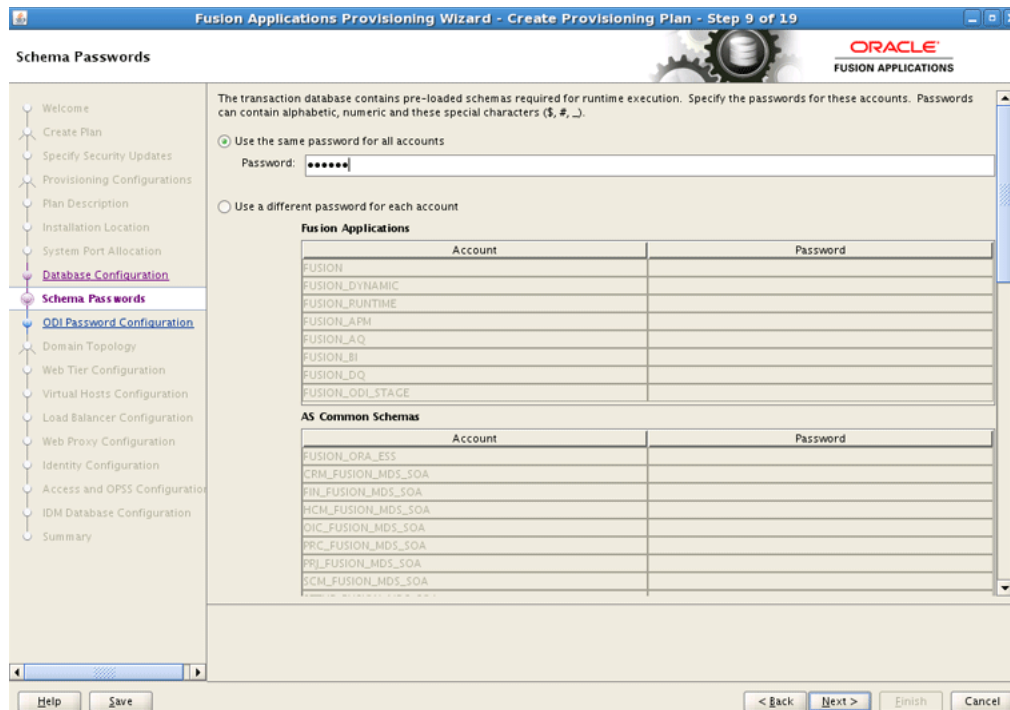 Fusion Applications Provisioning Wizard - Create Provisioning Plan - Step 9 of 19
Schema Passwords
ORACLE
FUSION APPLICATIONS
Welcome
Create Plan
Specify Security Updates
Provisioning Configurations
Plan Description
Installation Location
System Port Allocation
Database Configuration
Schema Passwords
ODI Password Configuration
Domain Topology
Web Tier Configuration
Virtual Hosts Configuration
Load Balancer Configuration
Web Proxy Configuration
Identity Configuration
Access and OPSS Configuration
IDM Database Configuration
Summary
The transaction database contains pre-loaded schemas required for runtime execution. Specify the passwords for these accounts. Passwords
can contain alphabetic, numeric and these special characters ($, #, _).
Use the same password for all accounts
Password: ••••••
Use a different password for each account
Fusion Applications
Account Password
FUSION
FUSION_DYNAMIC
FUSION_RUNTIME
FUSION_APM
FUSION_AQ
FUSION_BI
FUSION_DQ
FUSION_ODI_STAGE
AS Common Schemas
Account Password
FUSION_ORA_ESS
CRM_FUSION_MDS_SOA
FIN_FUSION_MDS_SOA
HCM_FUSION_MDS_SOA
OIC_FUSION_MDS_SOA
PRC_FUSION_MDS_SOA
PRJ_FUSION_MDS_SOA
SCM_FUSION_MDS_SOA
Help Save < Back Next > Finish Cancel